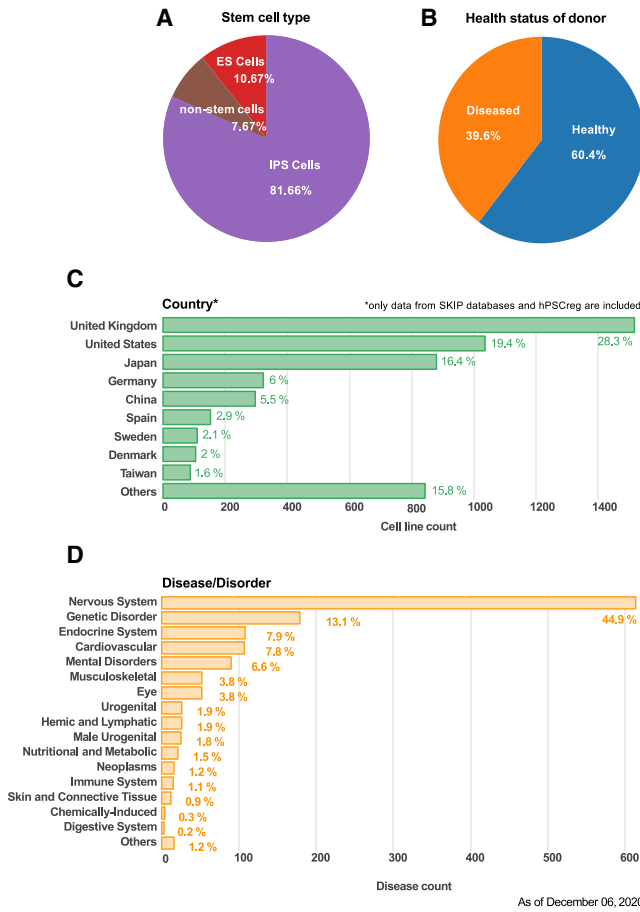 A Stem cell type
B Health status of donor
ES Cells
10.67%
non-stem cells
7.67%
IPS Cells
81.66%
Diseased
39.6%
Healthy
60.4%
C
Country*
*only data from SKIP databases and hPSCreg are included
United Kingdom 28.3 %
United States 19.4 %
Japan 16.4 %
Germany 6 %
China 5.5 %
Spain 2.9 %
Sweden 2.1 %
Denmark 2 %
Taiwan 1.6 %
Others 15.8 %
0 200 400 600 800 1000 1200 1400
Cell line count
D
Disease/Disorder
Nervous System 44.9 %
Genetic Disorder 13.1 %
Endocrine System 7.9 %
Cardiovascular 7.8 %
Mental Disorders 6.6 %
Musculoskeletal 3.8 %
Eye 3.8 %
Urogenital 1.9 %
Hemic and Lymphatic 1.9 %
Male Urogenital 1.8 %
Nutritional and Metabolic 1.5 %
Neoplasms 1.2 %
Immune System 1.1 %
Skin and Connective Tissue 0.9 %
Chemically-Induced 0.3 %
Digestive System 0.2 %
Others 1.2 %
0 100 200 300 400 500 600
Disease count
As of December 06, 2020